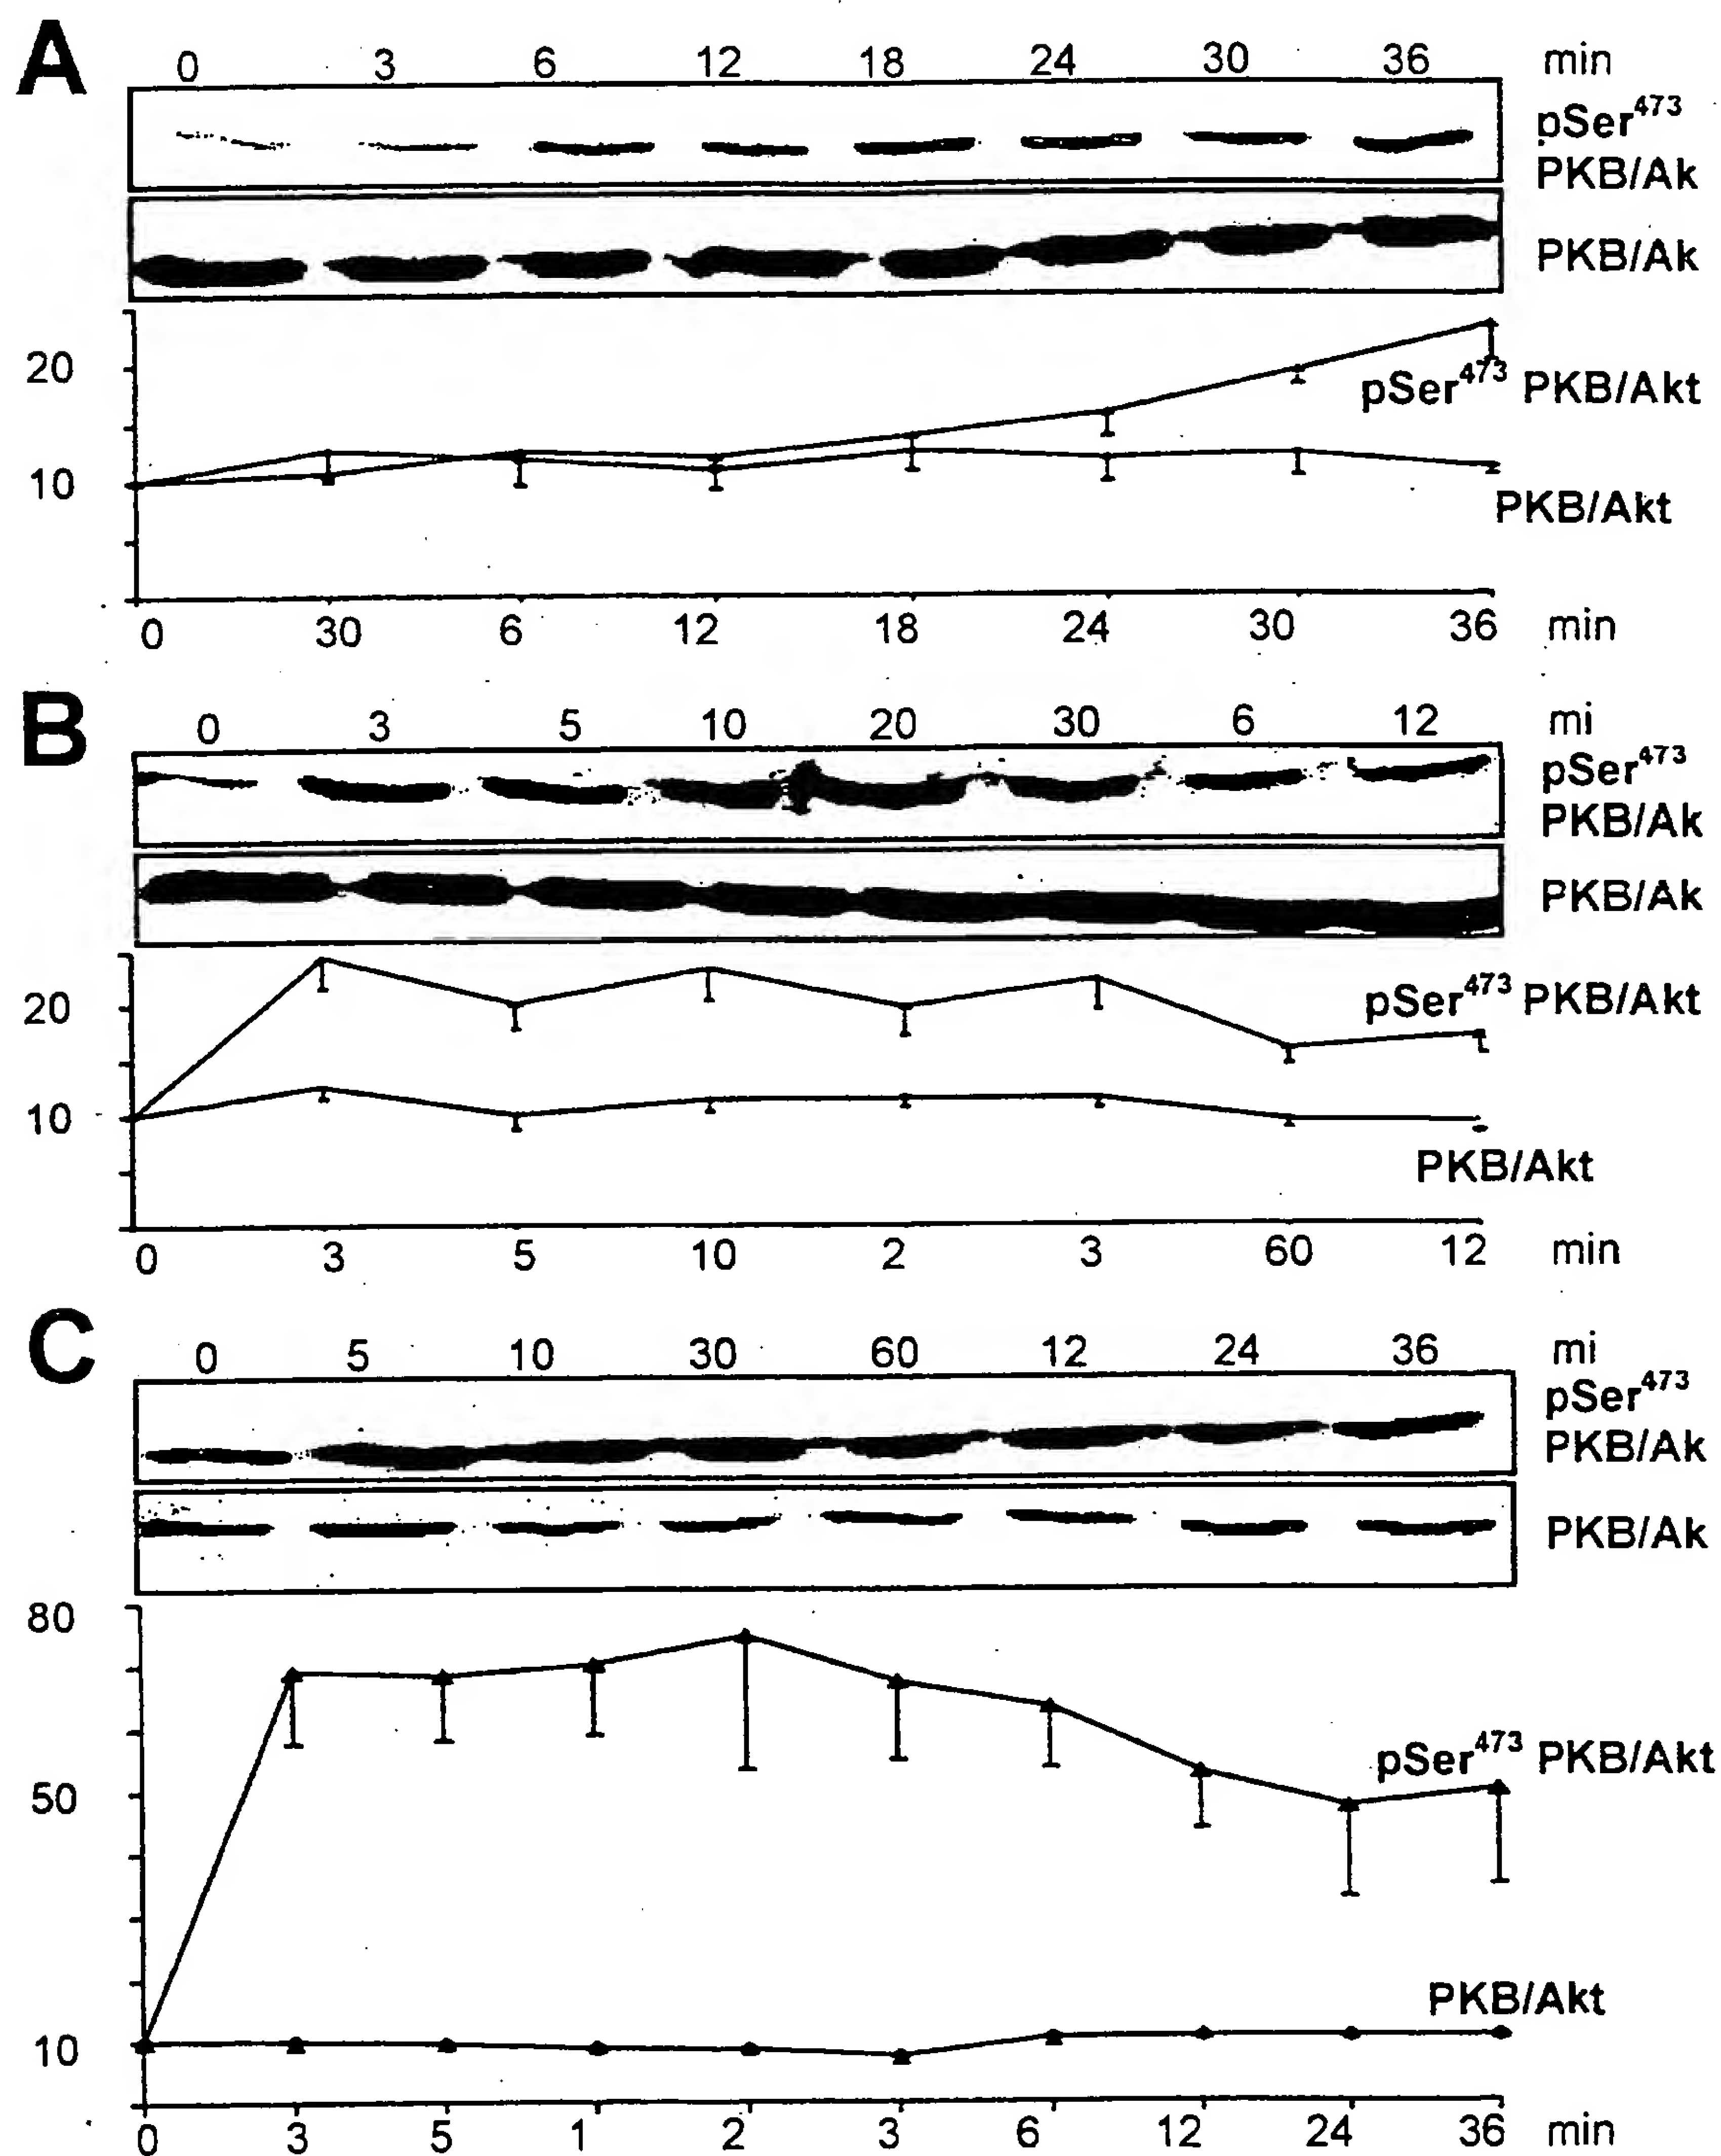 A
0 3 6 12 18 24 30 36 min
pSer473
PKB/Ak
PKB/Ak
20
pSer473 PKB/Akt
10
PKB/Akt
0 30 6 12 18 24 30 36 min
B
0 3 5 10 20 30 6 12 mi
pSer473
PKB/Ak
PKB/Ak
20
pSer473 PKB/Akt
10
PKB/Akt
0 3 5 10 2 3 60 12 min
C
0 5 10 30 60 12 24 36 mi
pSer473
PKB/Ak
PKB/Ak
80
pSer473 PKB/Akt
50
PKB/Akt
10
0 3 5 1 2 3 6 12 24 36 min